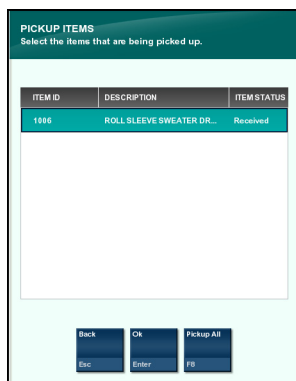 PICKUP ITEMS
Select the items that are being picked up.
ITEM ID DESCRIPTION ITEM STATUS
1006 ROLL SLEEVE SWEATER DR... Received
Back Ok Pickup All
Esc Enter F8